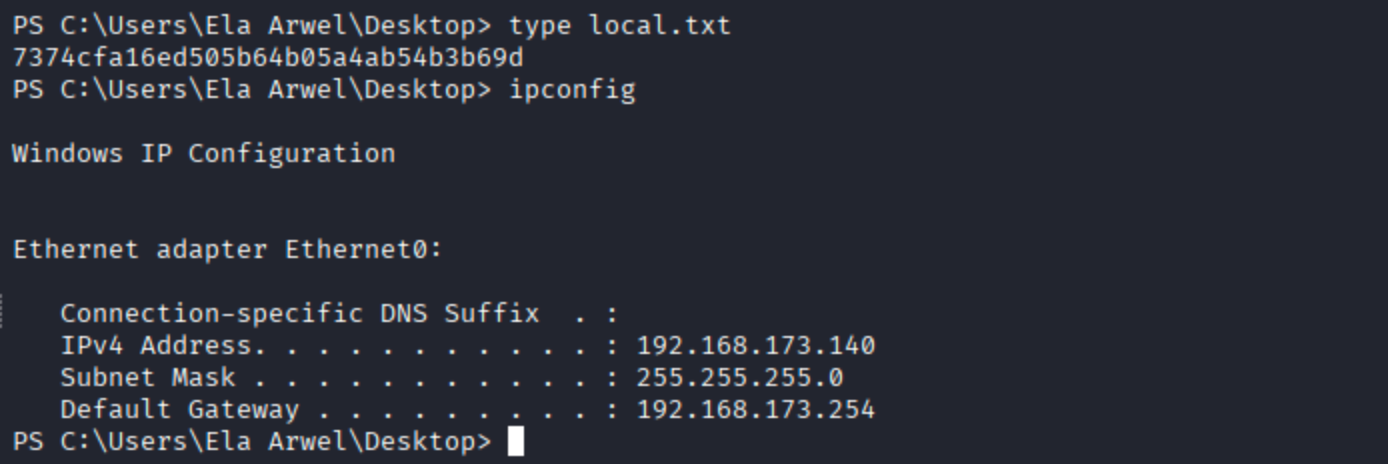 PS C:\Users\Ela Arwel\Desktop> type local.txt
7374cfa16ed505b64b05a4ab54b3b69d
PS C:\Users\Ela Arwel\Desktop> ipconfig
Windows IP Configuration
Ethernet adapter Ethernet0:
   Connection-specific DNS Suffix  . :
   IPv4 Address. . . . . . . . . . . : 192.168.173.140
   Subnet Mask . . . . . . . . . . . : 255.255.255.0
   Default Gateway . . . . . . . . . : 192.168.173.254
PS C:\Users\Ela Arwel\Desktop>